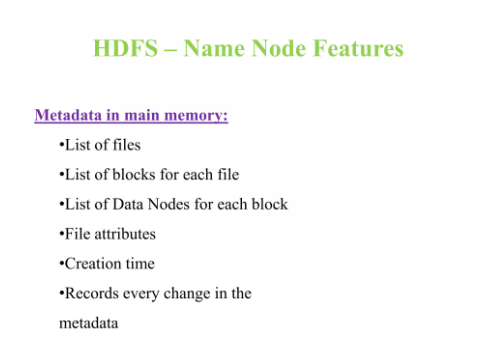 HDFS – Name Node Features
Metadata in main memory:
•List of files
•List of blocks for each file
•List of Data Nodes for each block
•File attributes
•Creation time
•Records every change in the
metadata